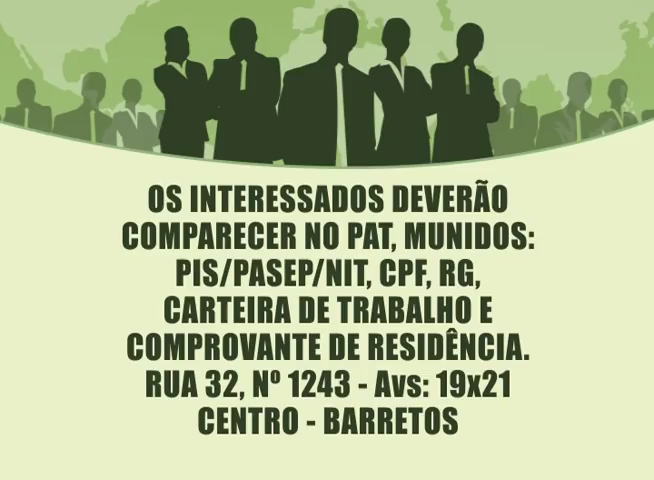 OS INTERESSADOS DEVERÃO
COMPARECER NO PAT, MUNIDOS:
PIS/PASEP/NIT, CPF, RG,
CARTEIRA DE TRABALHO E
COMPROVANTE DE RESIDÊNCIA.
RUA 32, Nº 1243 - Avs: 19x21
CENTRO - BARRETOS